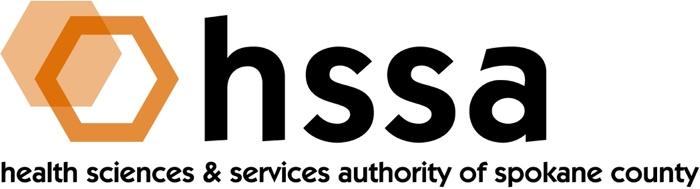 hssa
health sciences & services authority of spokane county